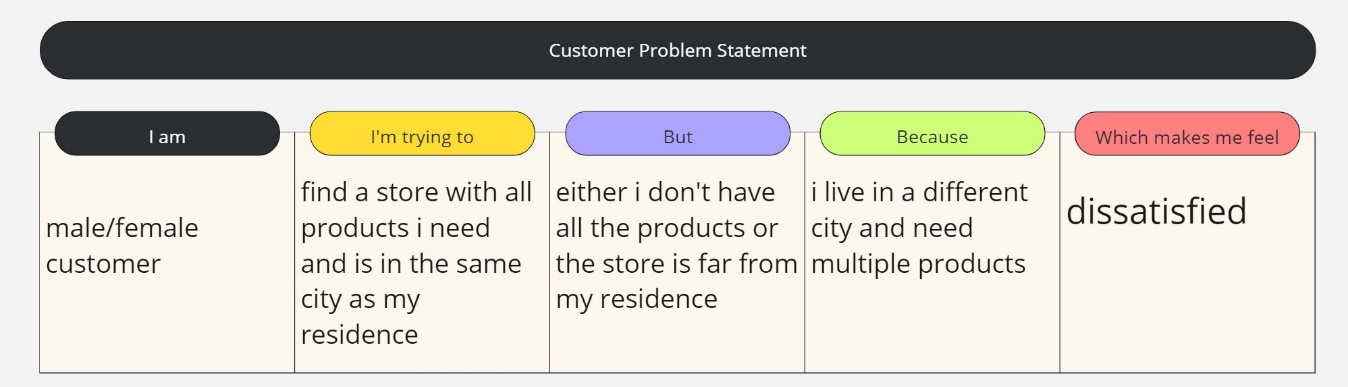 Customer Problem Statement
I am
I'm trying to
But
Because
Which makes me feel
male/female
customer
find a store with all
products i need
and is in the same
city as my
residence
either i don't have
all the products or
the store is far from
my residence
i live in a different
city and need
multiple products
dissatisfied